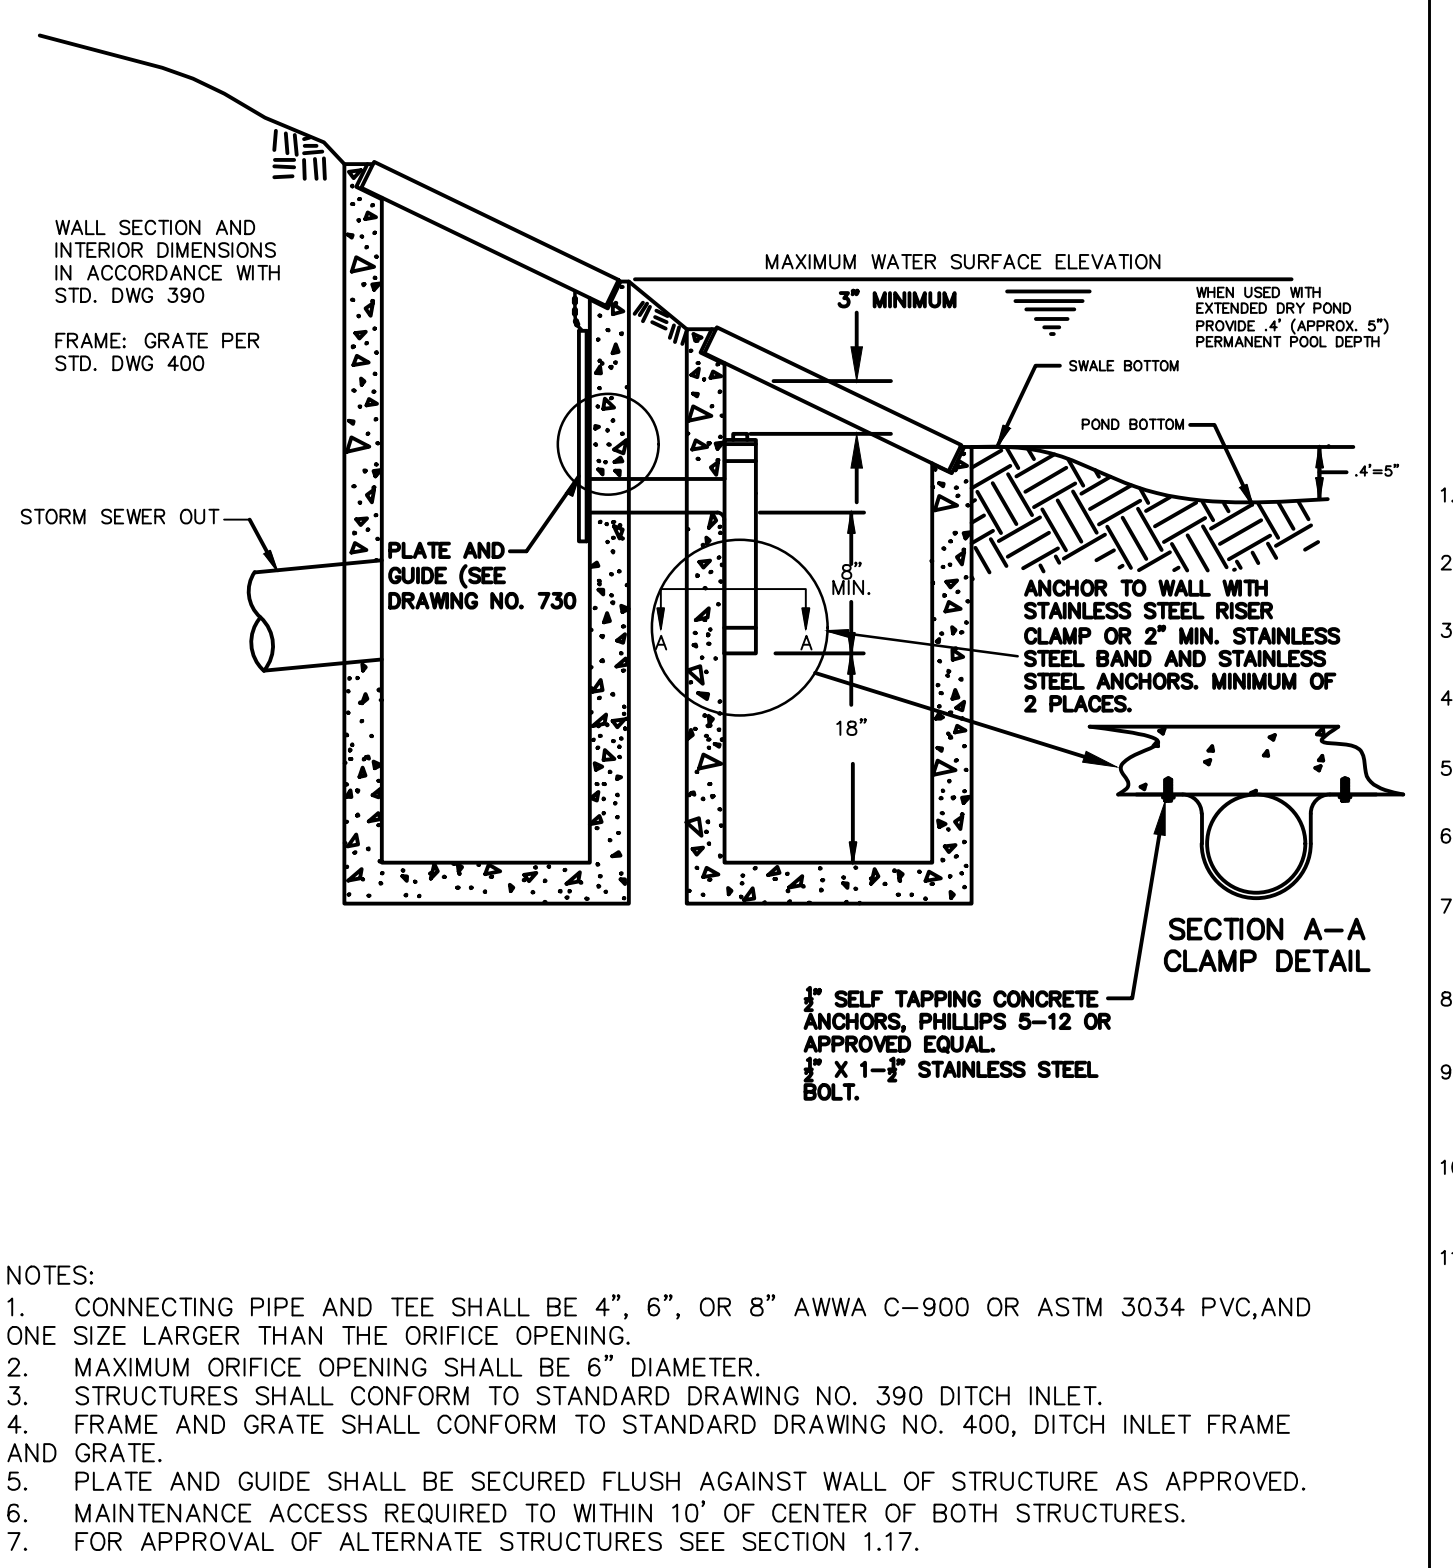 WALL SECTION AND
INTERIOR DIMENSIONS
IN ACCORDANCE WITH
STD. DWG 390
FRAME: GRATE PER
STD. DWG 400
MAXIMUM WATER SURFACE ELEVATION
3" MINIMUM
WHEN USED WITH
EXTENDED DRY POND
PROVIDE .4' (APPROX. 5")
PERMANENT POOL DEPTH
SWALE BOTTOM
POND BOTTOM
.4'=5"
STORM SEWER OUT
PLATE AND
GUIDE (SEE
DRAWING NO. 730
8"
MIN.
A
A
18"
ANCHOR TO WALL WITH
STAINLESS STEEL RISER
CLAMP OR 2" MIN. STAINLESS
STEEL BAND AND STAINLESS
STEEL ANCHORS. MINIMUM OF
2 PLACES.
SECTION A-A
CLAMP DETAIL
½" SELF TAPPING CONCRETE
ANCHORS, PHILLIPS 5-12 OR
APPROVED EQUAL.
½" X 1-½" STAINLESS STEEL
BOLT.
NOTES:
1. CONNECTING PIPE AND TEE SHALL BE 4", 6", OR 8" AWWA C-900 OR ASTM 3034 PVC,AND
ONE SIZE LARGER THAN THE ORIFICE OPENING.
2. MAXIMUM ORIFICE OPENING SHALL BE 6" DIAMETER.
3. STRUCTURES SHALL CONFORM TO STANDARD DRAWING NO. 390 DITCH INLET.
4. FRAME AND GRATE SHALL CONFORM TO STANDARD DRAWING NO. 400, DITCH INLET FRAME
AND GRATE.
5. PLATE AND GUIDE SHALL BE SECURED FLUSH AGAINST WALL OF STRUCTURE AS APPROVED.
6. MAINTENANCE ACCESS REQUIRED TO WITHIN 10' OF CENTER OF BOTH STRUCTURES.
7. FOR APPROVAL OF ALTERNATE STRUCTURES SEE SECTION 1.17.
1.
2
3
4
5
6
7
8
9